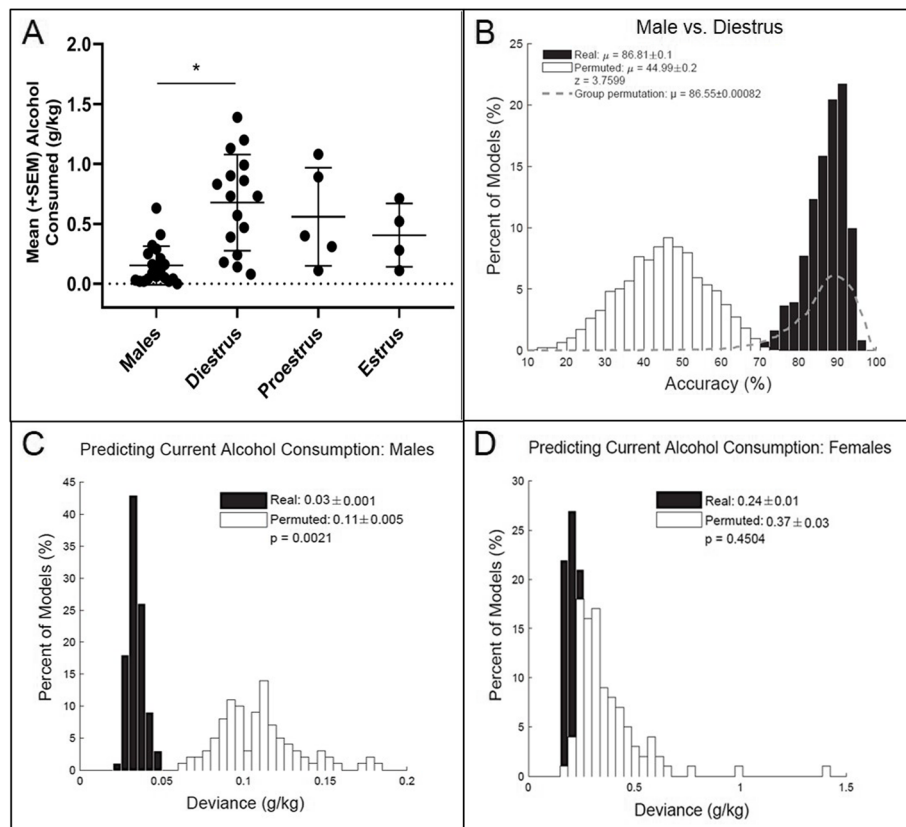 A
Mean (+SEM) Alcohol
Consumed (g/kg)
2.0
1.5
1.0
0.5
0.0
*
Males
Diestrus
Proestrus
Estrus
B
Male vs. Diestrus
Real: μ = 86.81±0.1
Permuted: μ = 44.99±0.2
z = 3.7599
Group permutation: μ = 86.55±0.00082
Percent of Models (%)
25
20
15
10
5
0
10 20 30 40 50 60 70 80 90 100
Accuracy (%)
C
Predicting Current Alcohol Consumption: Males
Real: 0.03±0.001
Permuted: 0.11±0.005
p = 0.0021
Percent of Models (%)
45
40
35
30
25
20
15
10
5
0
0 0.05 0.1 0.15 0.2
Deviance (g/kg)
D
Predicting Current Alcohol Consumption: Females
Real: 0.24±0.01
Permuted: 0.37±0.03
p = 0.4504
Percent of Models (%)
30
25
20
15
10
5
0
0 0.5 1 1.5
Deviance (g/kg)